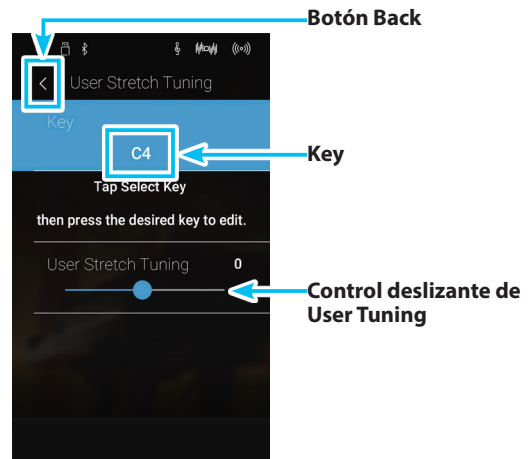 Botón Back
User Stretch Tuning
Key
C4
Key
Tap Select Key
then press the desired key to edit.
User Stretch Tuning 0
Control deslizante de
User Tuning